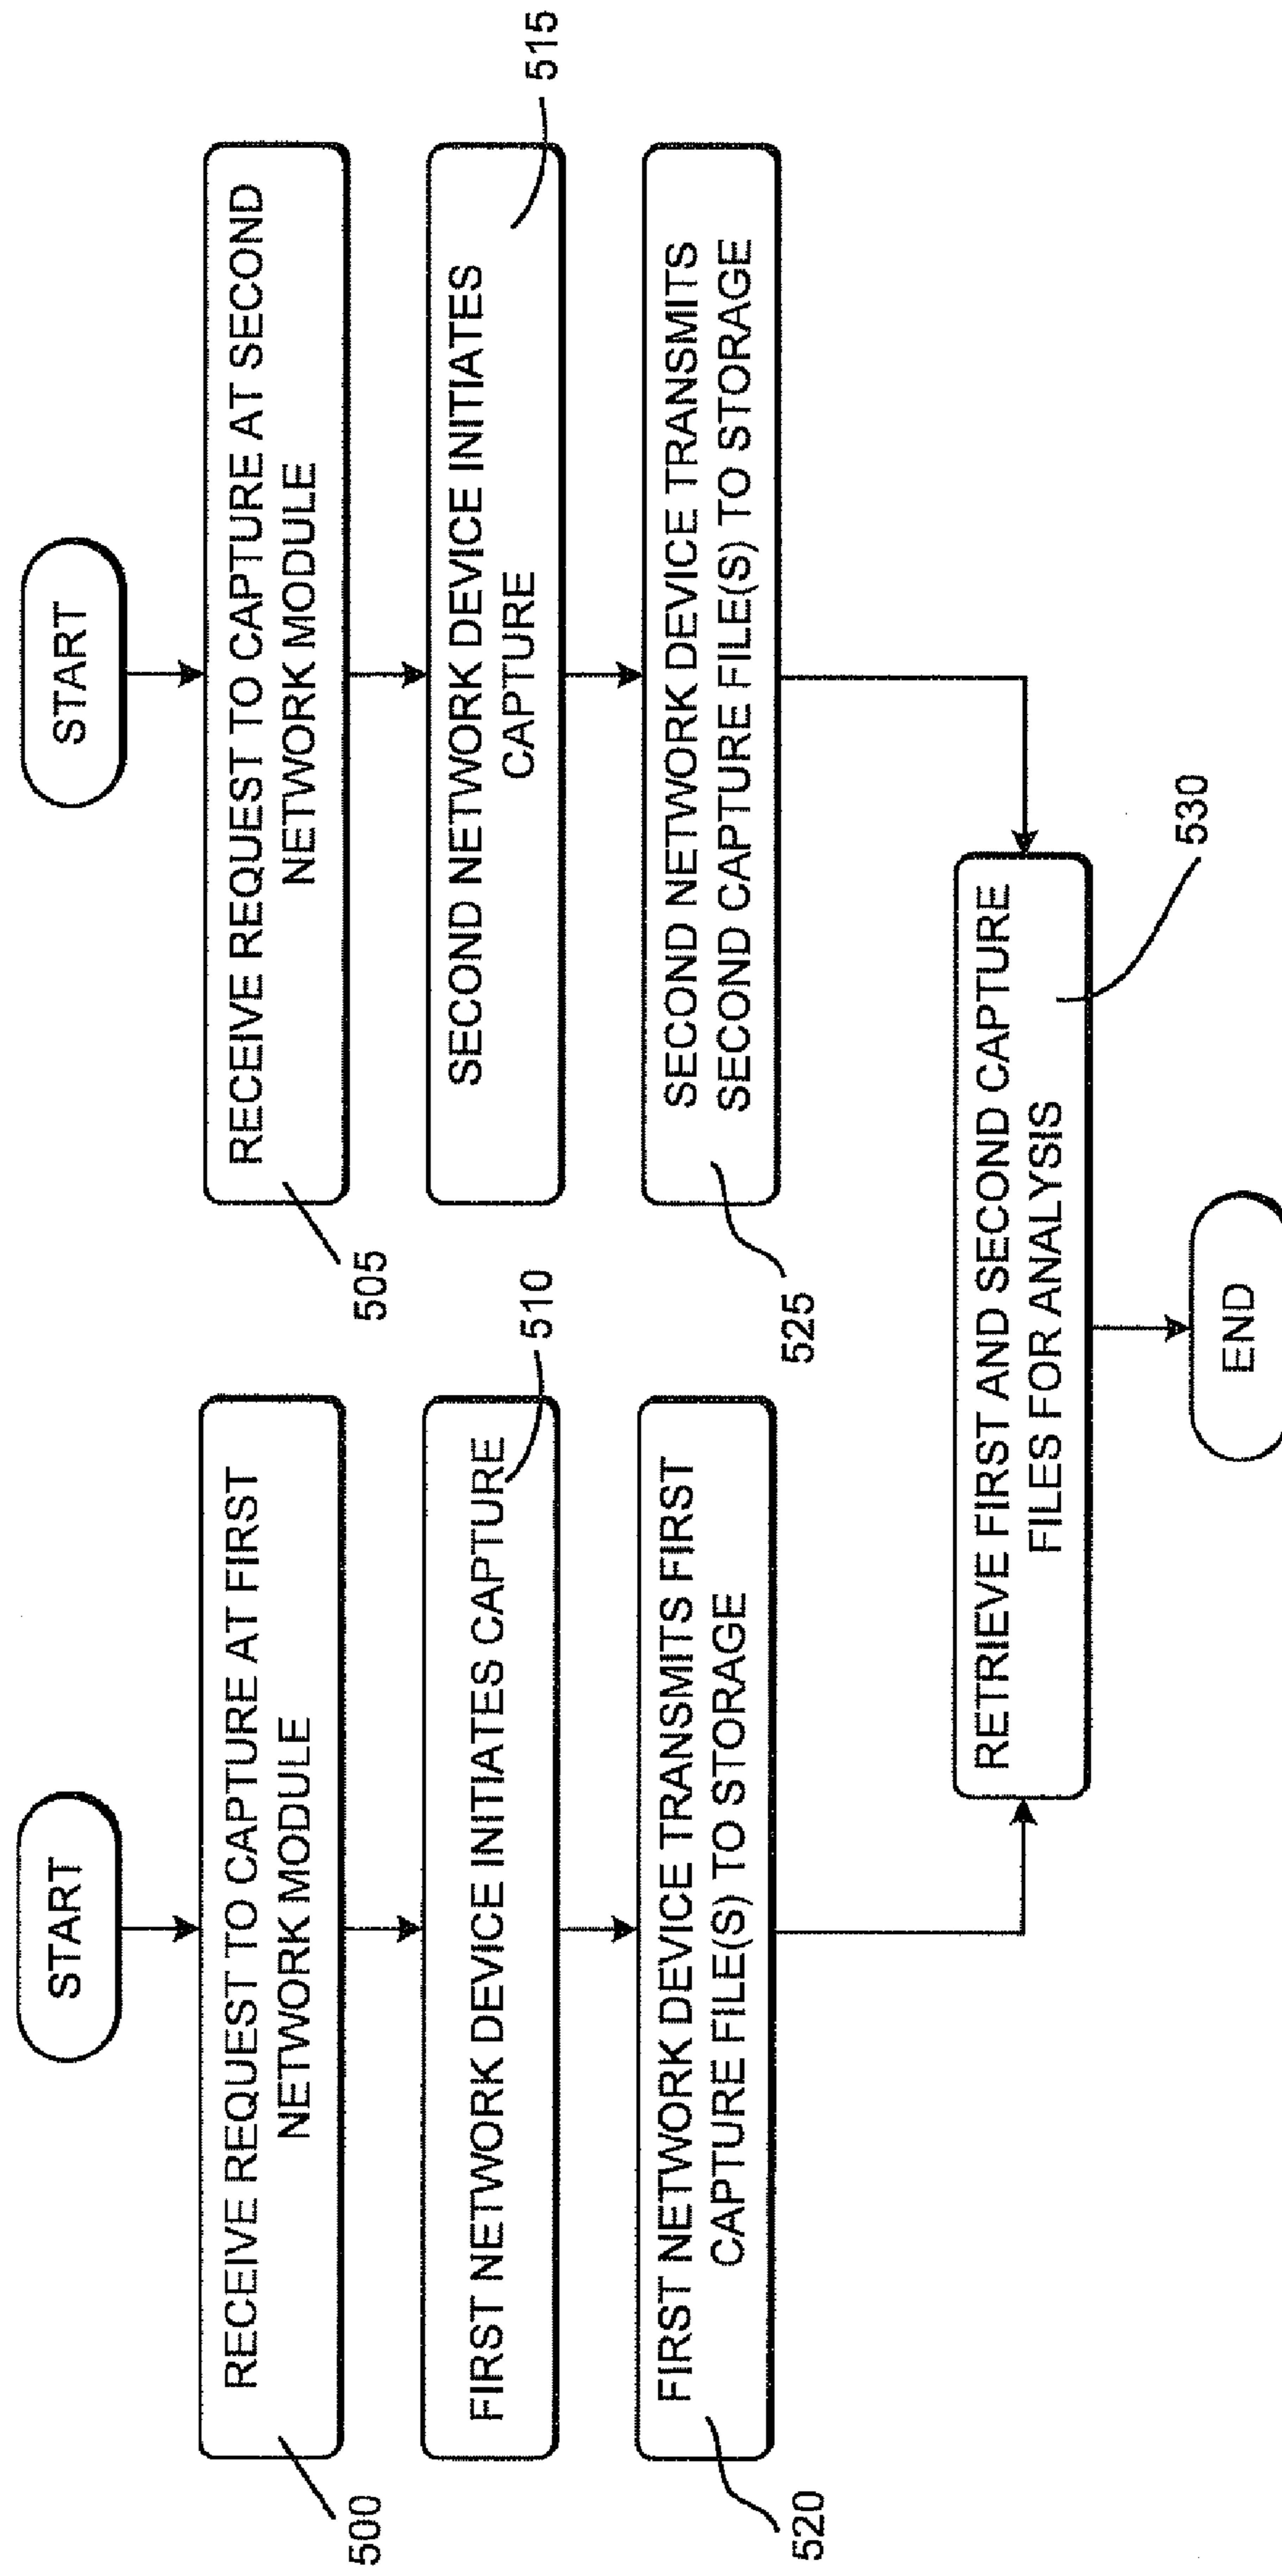 START
RECEIVE REQUEST TO CAPTURE AT FIRST
NETWORK MODULE
500
FIRST NETWORK DEVICE INITIATES CAPTURE
510
FIRST NETWORK DEVICE TRANSMITS FIRST
CAPTURE FILE(S) TO STORAGE
520
START
RECEIVE REQUEST TO CAPTURE AT SECOND
NETWORK MODULE
505
SECOND NETWORK DEVICE INITIATES
CAPTURE
515
SECOND NETWORK DEVICE TRANSMITS
SECOND CAPTURE FILE(S) TO STORAGE
525
RETRIEVE FIRST AND SECOND CAPTURE
FILES FOR ANALYSIS
530
END